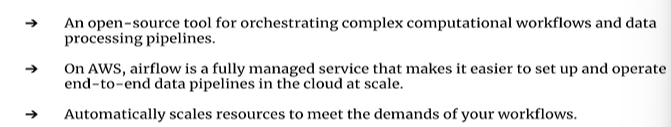 ➔ An open-source tool for orchestrating complex computational workflows and data
processing pipelines.
➔ On AWS, airflow is a fully managed service that makes it easier to set up and operate
end-to-end data pipelines in the cloud at scale.
➔ Automatically scales resources to meet the demands of your workflows.